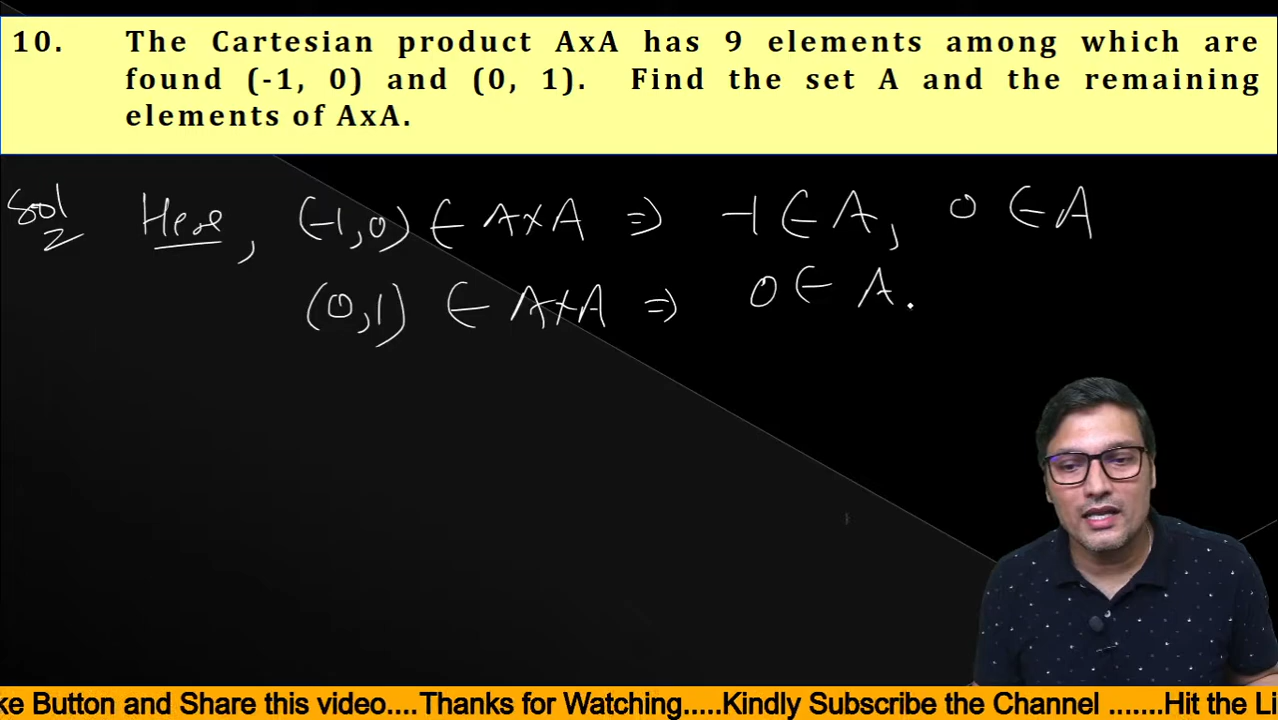 10. The Cartesian product AxA has 9 elements among which are
found (-1, 0) and (0, 1). Find the set A and the remaining
elements of AxA.
Sol Here, (-1,0) ∈ A×A ⇒ -1 ∈ A, 0 ∈ A
(0,1) ∈ A×A ⇒ 0 ∈ A.
ke Button and Share this video....Thanks for Watching.....Kindly Subscribe the Channel .......Hit the Li